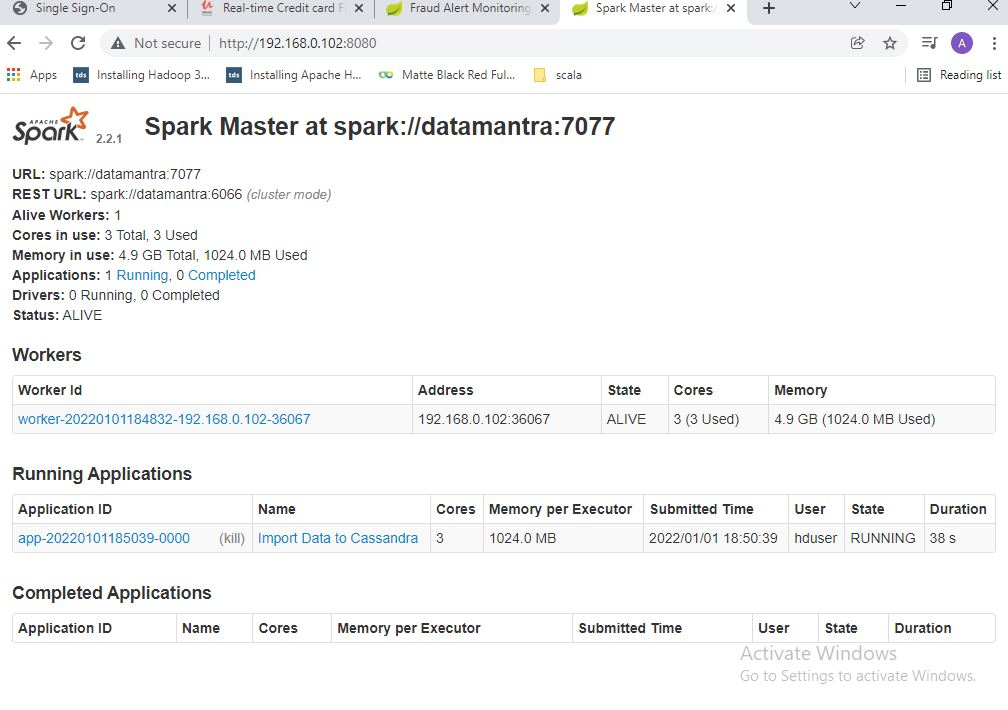 Single Sign-On
Real-time Credit card F
Fraud Alert Monitoring
Spark Master at spark:/
Not secure
http://192.168.0.102:8080
A
Apps
tds
Installing Hadoop 3...
tds
Installing Apache H...
Matte Black Red Ful...
scala
Reading list
APACHE
Spark
2.2.1
Spark Master at spark://datamantra:7077
URL: spark://datamantra:7077
REST URL: spark://datamantra:6066 (cluster mode)
Alive Workers: 1
Cores in use: 3 Total, 3 Used
Memory in use: 4.9 GB Total, 1024.0 MB Used
Applications: 1 Running, 0 Completed
Drivers: 0 Running, 0 Completed
Status: ALIVE
Workers
Worker Id Address State Cores Memory
worker-20220101184832-192.168.0.102-36067 192.168.0.102:36067 ALIVE 3 (3 Used) 4.9 GB (1024.0 MB Used)
Running Applications
Application ID Name Cores Memory per Executor Submitted Time User State Duration
app-20220101185039-0000 (kill) Import Data to Cassandra 3 1024.0 MB 2022/01/01 18:50:39 hduser RUNNING 38 s
Completed Applications
Application ID Name Cores Memory per Executor Submitted Time User State Duration
Activate Windows
Go to Settings to activate Windows.